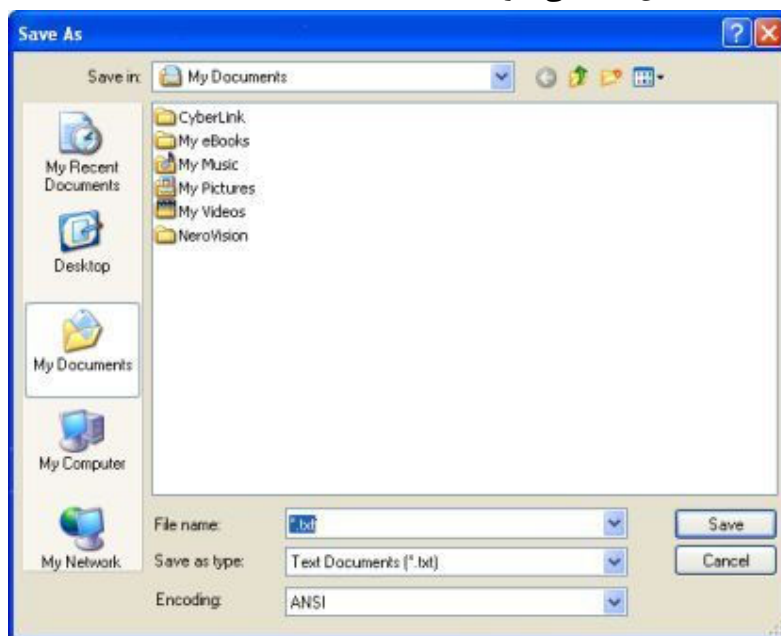 Save As
Save in: My Documents
My Recent
Documents
Desktop
My Documents
My Computer
My Network
CyberLink
My eBooks
My Music
My Pictures
My Videos
NeroVision
File name: *.txt
Save
Save as type: Text Documents (*.txt)
Cancel
Encoding: ANSI